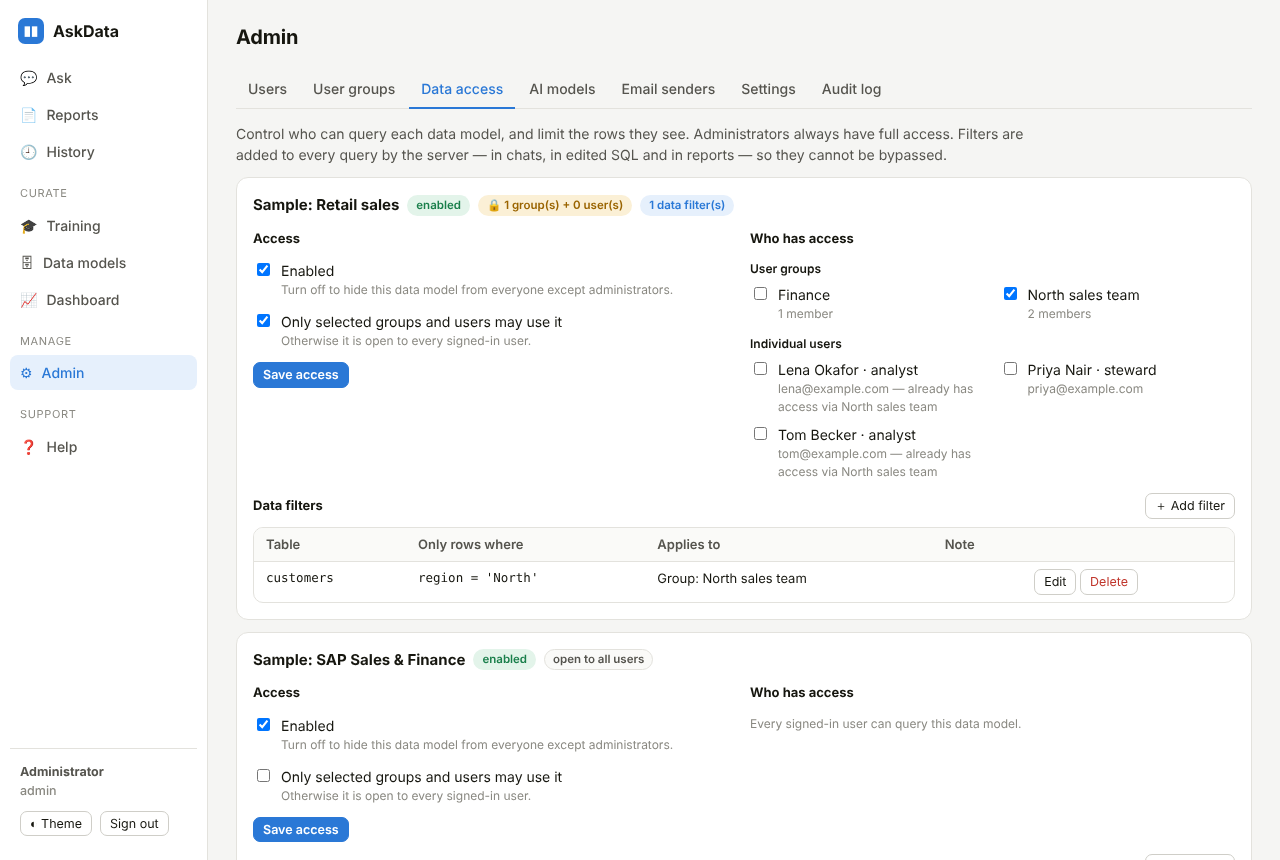 AskData
Ask
Reports
History
CURATE
Training
Data models
Dashboard
MANAGE
Admin
SUPPORT
Help
Administrator
admin
Theme
Sign out
Admin
Users
User groups
Data access
AI models
Email senders
Settings
Audit log
Control who can query each data model, and limit the rows they see. Administrators always have full access. Filters are
added to every query by the server — in chats, in edited SQL and in reports — so they cannot be bypassed.
Sample: Retail sales
enabled
1 group(s) + 0 user(s)
1 data filter(s)
Access
Enabled
Turn off to hide this data model from everyone except administrators.
Only selected groups and users may use it
Otherwise it is open to every signed-in user.
Save access
Who has access
User groups
Finance
1 member
North sales team
2 members
Individual users
Lena Okafor · analyst
lena@example.com — already has
access via North sales team
Priya Nair · steward
priya@example.com
Tom Becker · analyst
tom@example.com — already has
access via North sales team
Data filters
+ Add filter
Table Only rows where Applies to Note
customers region = 'North' Group: North sales team Edit Delete
Sample: SAP Sales & Finance
enabled
open to all users
Access
Enabled
Turn off to hide this data model from everyone except administrators.
Only selected groups and users may use it
Otherwise it is open to every signed-in user.
Save access
Who has access
Every signed-in user can query this data model.